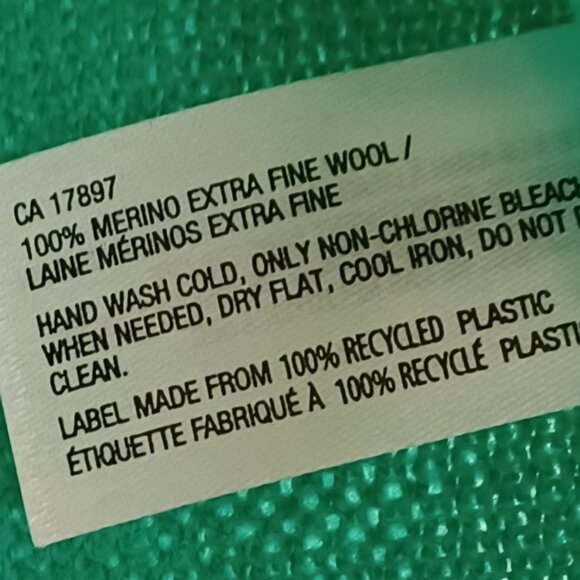 CA 17897
100% MERINO EXTRA FINE WOOL /
LAINE MÉRINOS EXTRA FINE
HAND WASH COLD, ONLY NON-CHLORINE BLEACH
WHEN NEEDED, DRY FLAT, COOL IRON, DO NOT
CLEAN.
LABEL MADE FROM 100% RECYCLED PLASTIC
ÉTIQUETTE FABRIQUÉ À 100% RECYCLÉ PLASTI